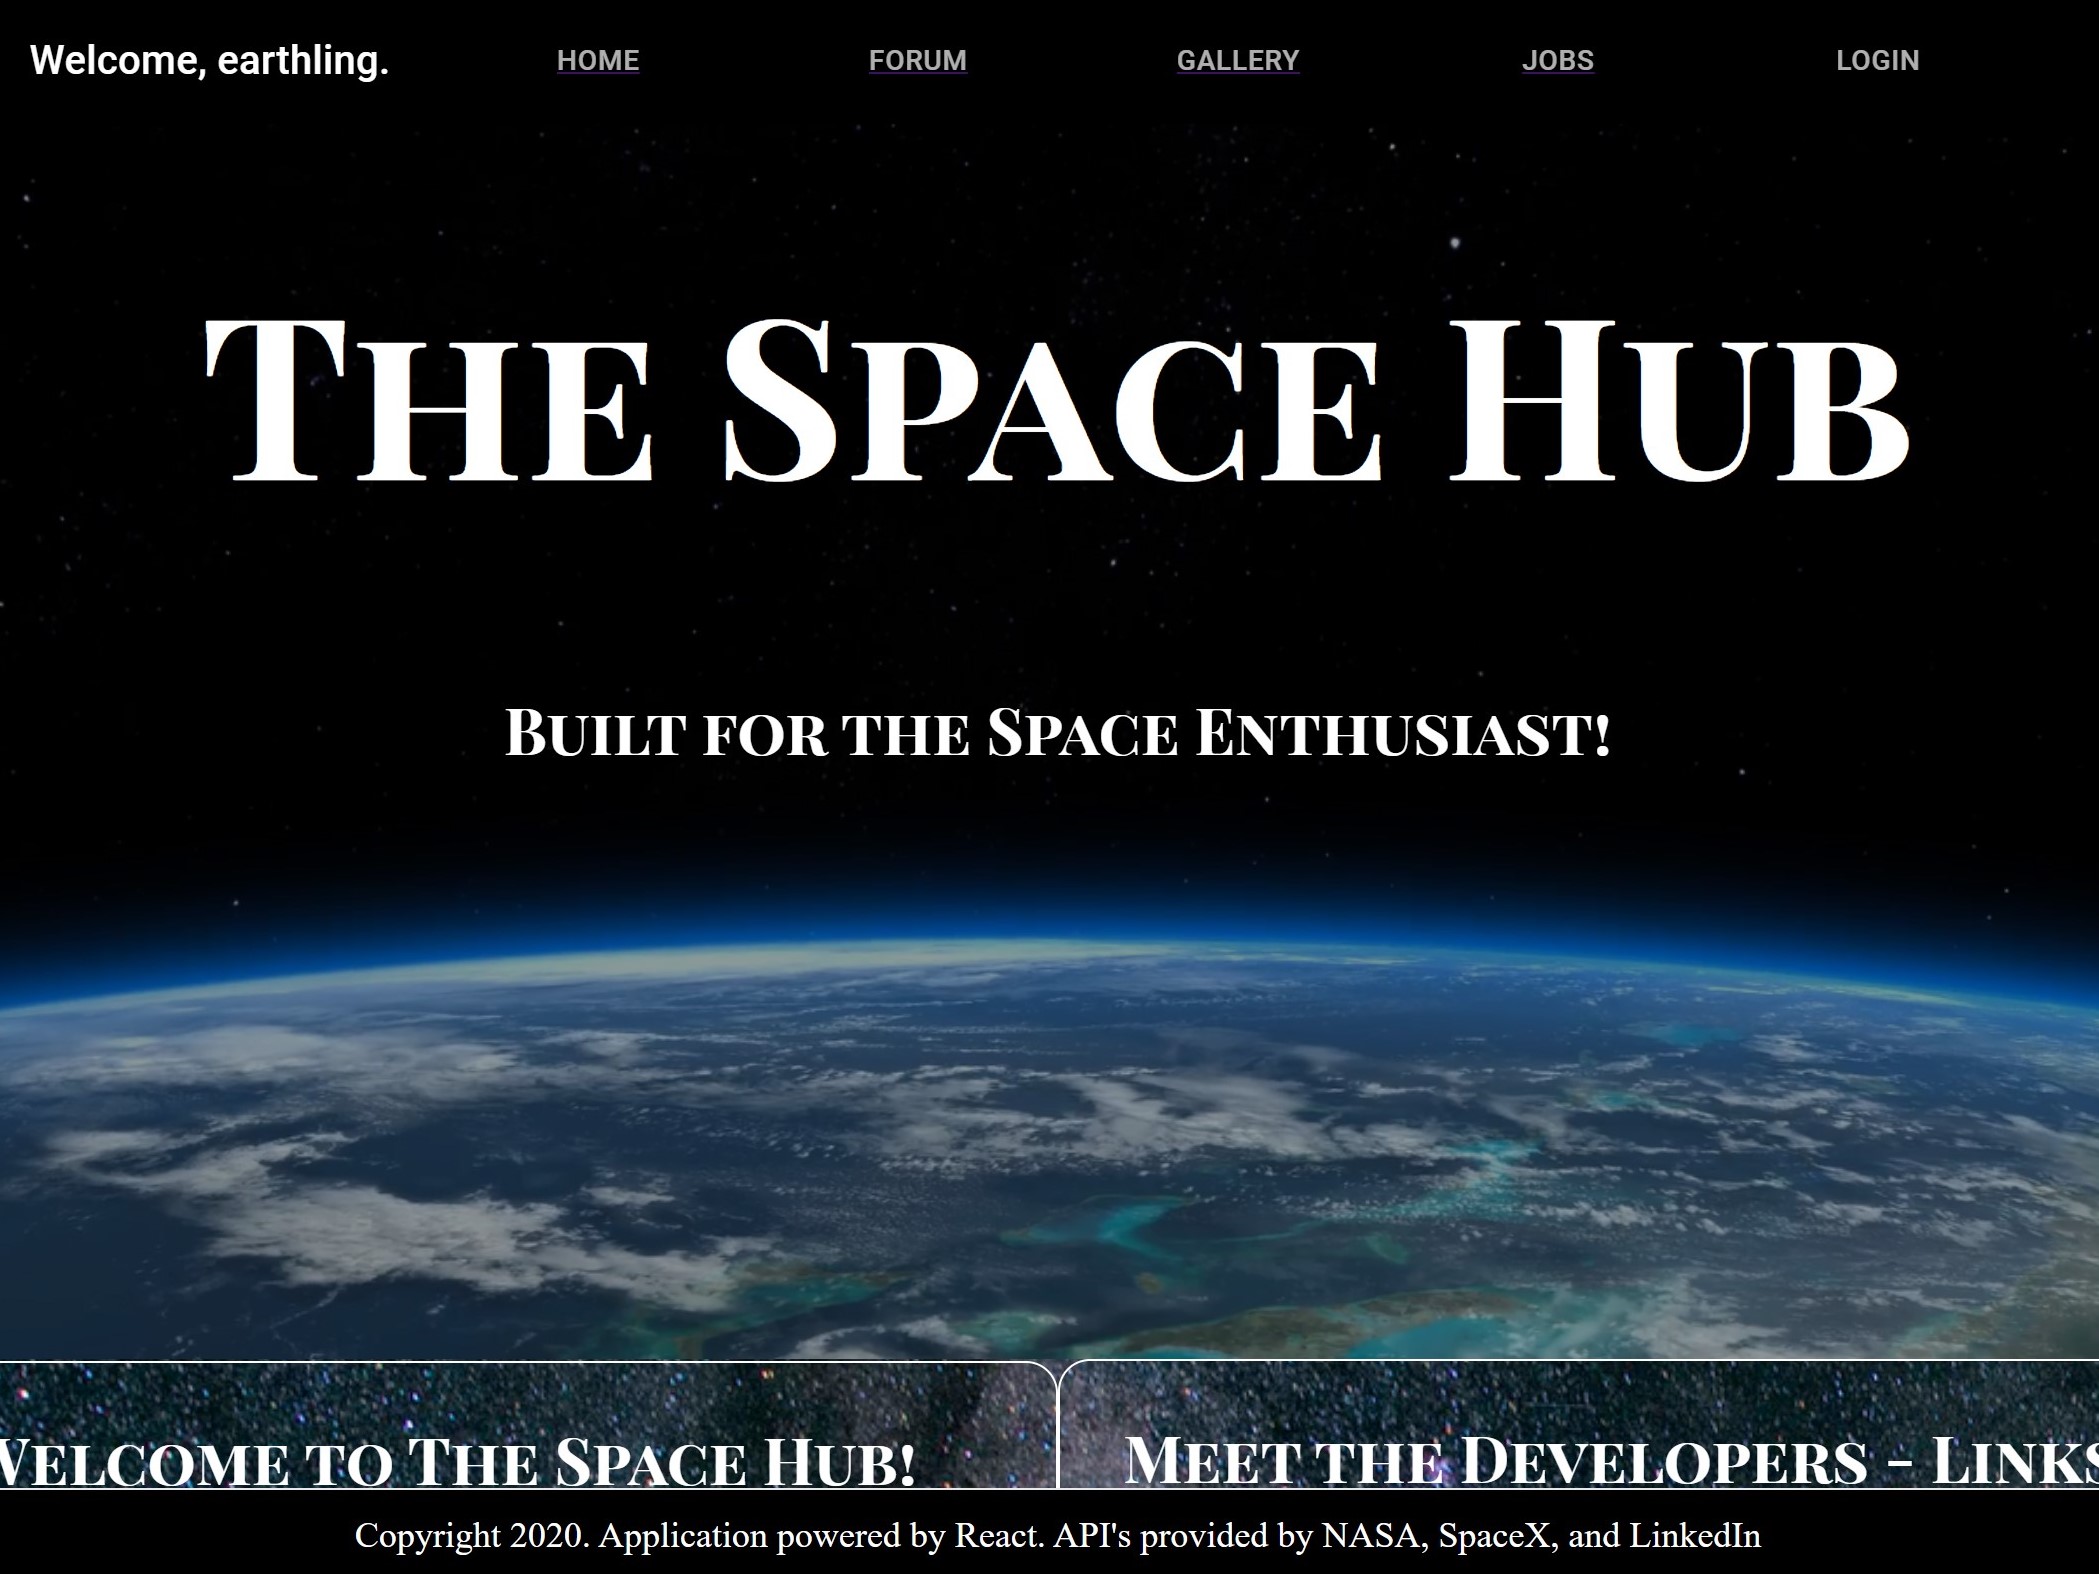 Welcome, earthling. HOME FORUM GALLERY JOBS LOGIN
The Space Hub
Built for the Space Enthusiast!
Welcome to The Space Hub!
Meet the Developers - Links
Copyright 2020. Application powered by React. API's provided by NASA, SpaceX, and LinkedIn